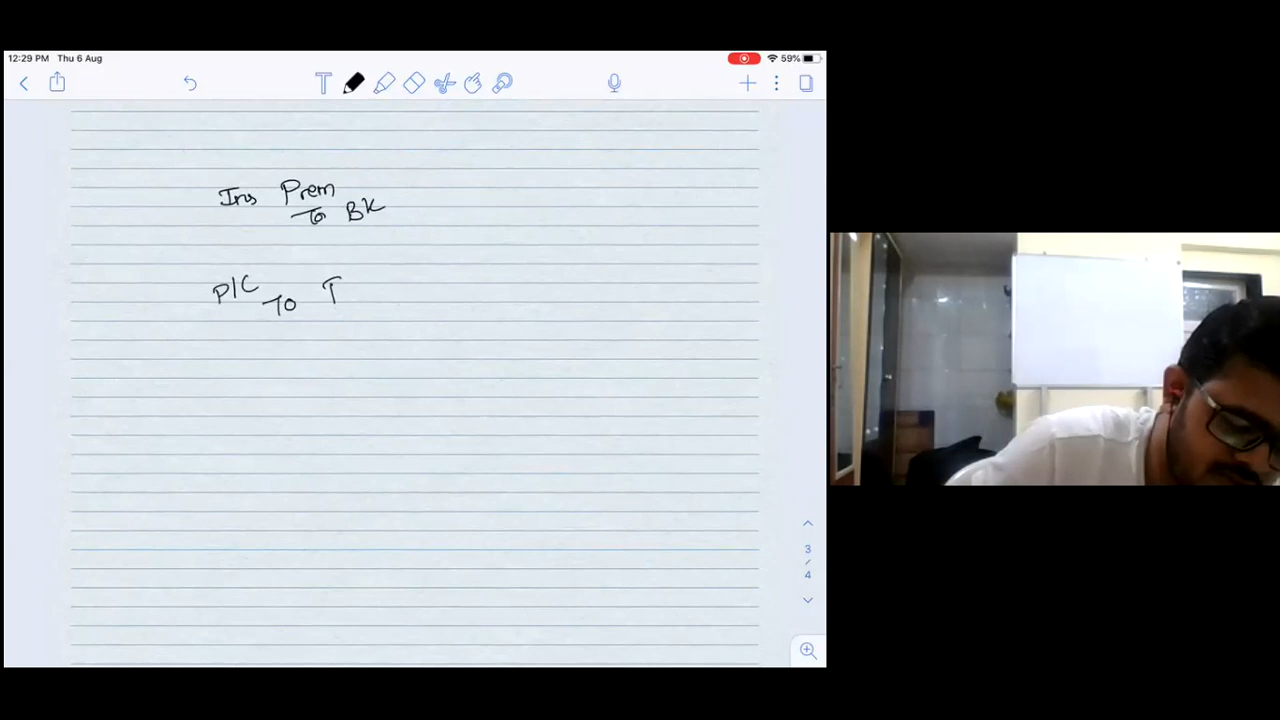 12:29 PM Thu 6 Aug
59%
T
Ins Prem
To BK
P/C
To T
3
/
4